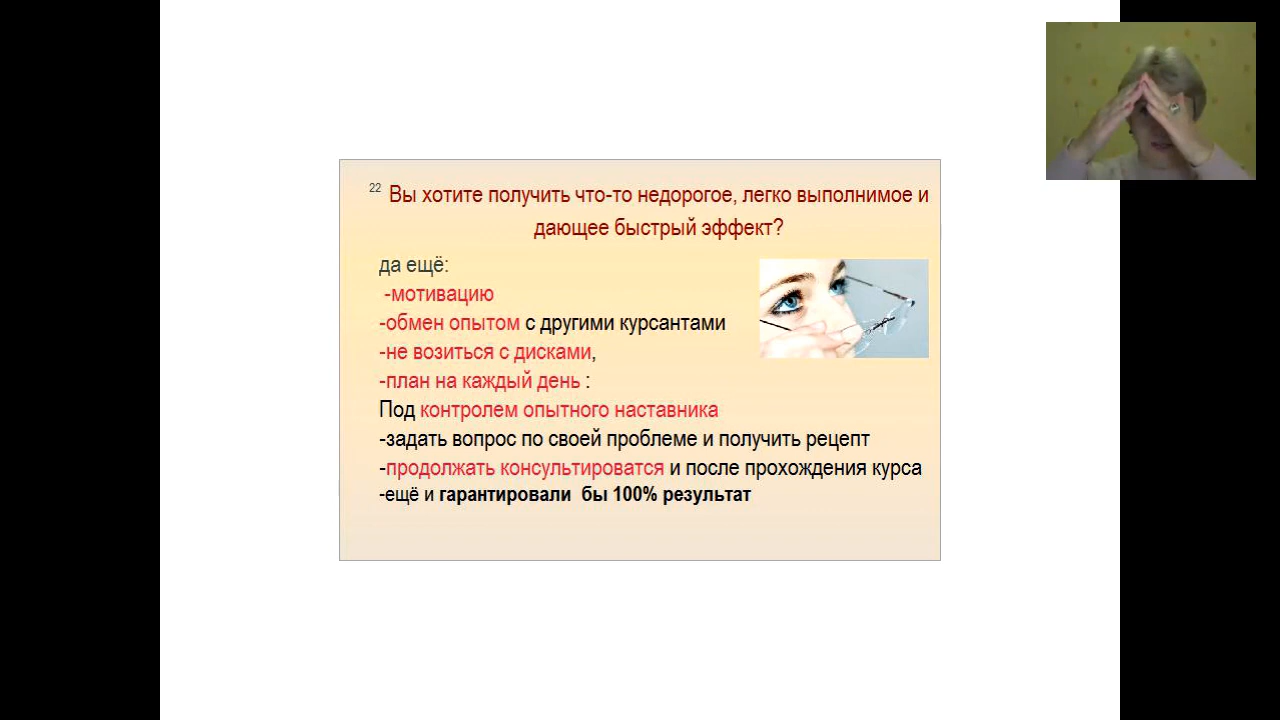 22 Вы хотите получить что-то недорогое, легко выполнимое и
дающее быстрый эффект?
да ещё:
-мотивацию
-обмен опытом с другими курсантами
-не возиться с дисками,
-план на каждый день :
Под контролем опытного наставника
-задать вопрос по своей проблеме и получить рецепт
-продолжать консультироватся и после прохождения курса
-ещё и гарантировали бы 100% результат